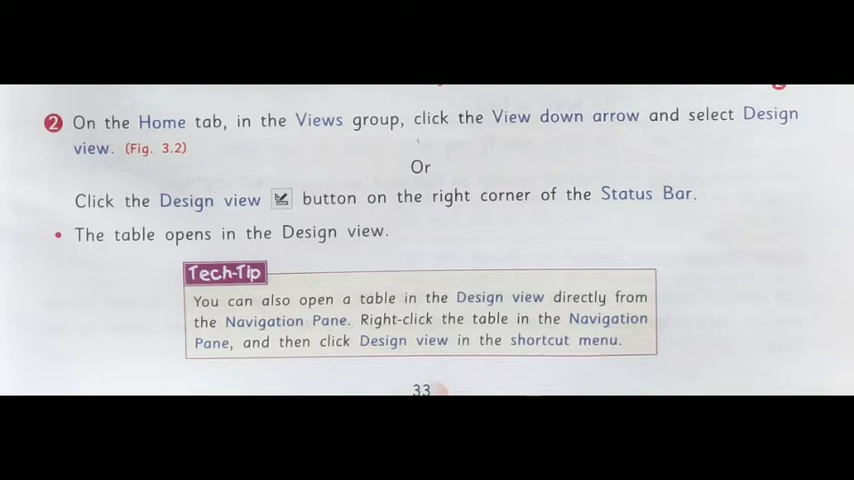 2 On the Home tab, in the Views group, click the View down arrow and select Design
view. (Fig. 3.2)
Or
Click the Design view button on the right corner of the Status Bar.
• The table opens in the Design view.
Tech-Tip
You can also open a table in the Design view directly from
the Navigation Pane. Right-click the table in the Navigation
Pane, and then click Design view in the shortcut menu.
33